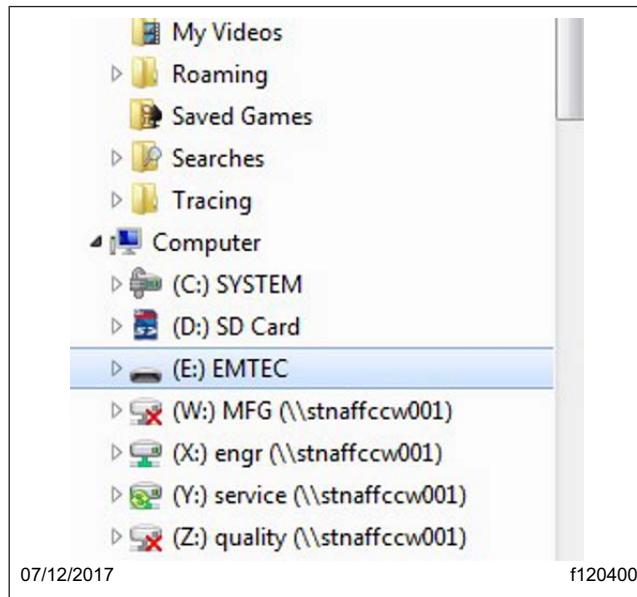 My Videos
Roaming
Saved Games
Searches
Tracing
Computer
(C:) SYSTEM
(D:) SD Card
(E:) EMTEC
(W:) MFG (\\stnaffccw001)
(X:) engr (\\stnaffccw001)
(Y:) service (\\stnaffccw001)
(Z:) quality (\\stnaffccw001)
07/12/2017 f120400